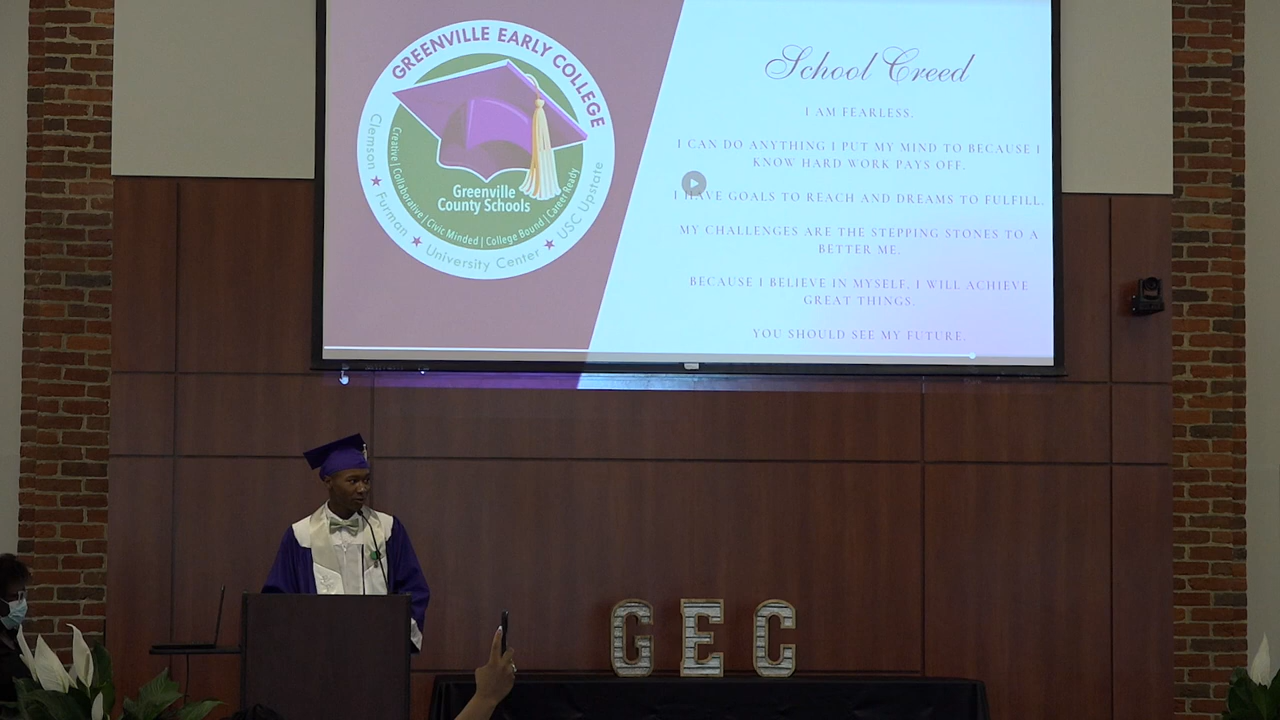 GREENVILLE EARLY COLLEGE
Clemson ★ Furman ★ University Center ★ USC Upstate
Creative | Collaborative | Civic Minded | College Bound | Career Ready
Greenville
County Schools
School Creed
I AM FEARLESS.
I CAN DO ANYTHING I PUT MY MIND TO BECAUSE I
KNOW HARD WORK PAYS OFF.
I HAVE GOALS TO REACH AND DREAMS TO FULFILL.
MY CHALLENGES ARE THE STEPPING STONES TO A
BETTER ME.
BECAUSE I BELIEVE IN MYSELF, I WILL ACHIEVE
GREAT THINGS.
YOU SHOULD SEE MY FUTURE.
GEC